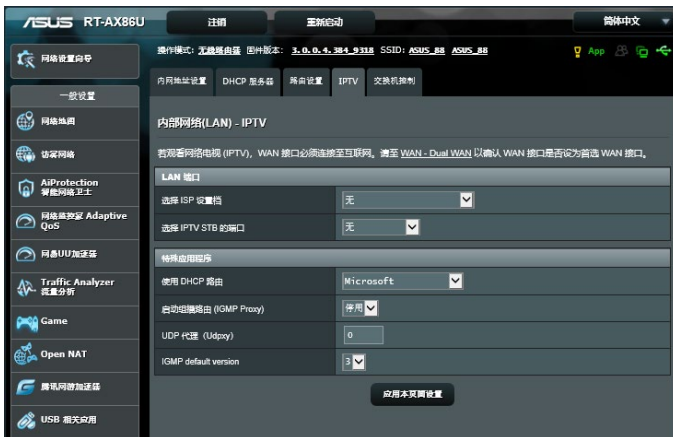 ASUS RT-AX86U 注销 重新启动 简体中文
操作模式: 无线路由器 固件版本: 3.0.0.4.384_9318 SSID: ASUS_88 ASUS_88 App
网络设置向导
内网地址设置 DHCP 服务器 路由设置 IPTV 交换机控制
一般设置
内部网络(LAN) - IPTV
网络地图
若观看网络电视 (IPTV)，WAN 接口必须连接至互联网。请至 WAN - Dual WAN 以确认 WAN 接口是否设为首选 WAN 接口。
访客网络
LAN 端口
AiProtection
智能网络卫士
选择 ISP 设置档 无
网络监控家 Adaptive
QoS
选择 IPTV STB 的端口 无
网易UU加速器
特殊应用程序
Traffic Analyzer
流量分析
使用 DHCP 路由 Microsoft
启动组播路由 (IGMP Proxy) 停用
Game
UDP 代理（Udpxy） 0
Open NAT
IGMP default version 3
腾讯网游加速器
应用本页面设置
USB 相关应用